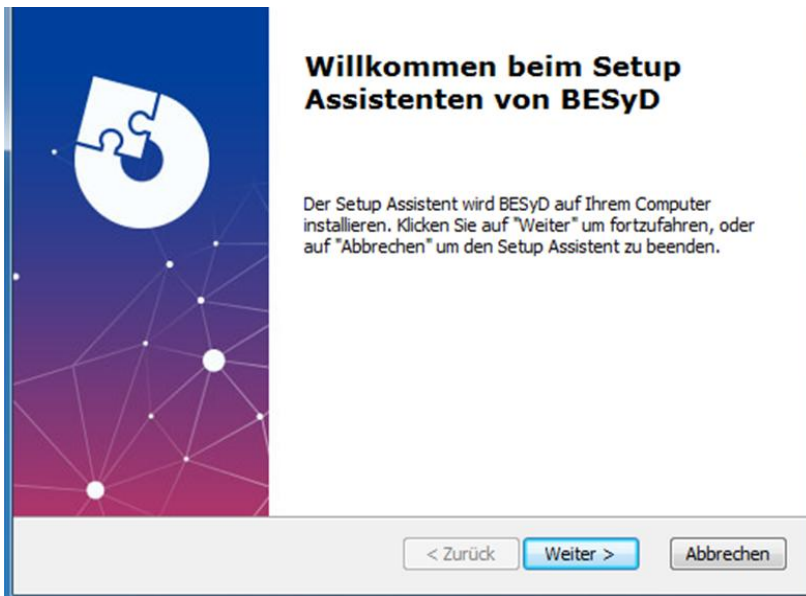 Willkommen beim Setup
Assistenten von BESyD
Der Setup Assistent wird BESyD auf Ihrem Computer
installieren. Klicken Sie auf "Weiter" um fortzufahren, oder
auf "Abbrechen" um den Setup Assistent zu beenden.
< Zurück Weiter > Abbrechen